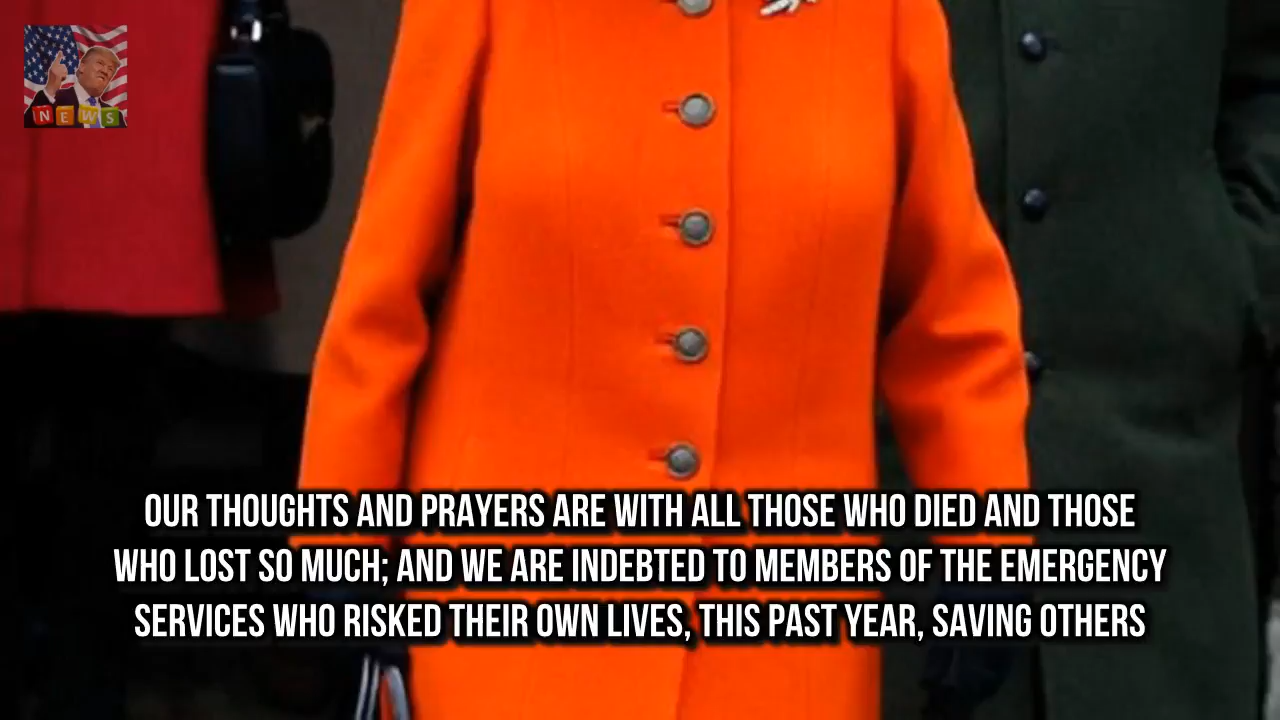 NEWS
OUR THOUGHTS AND PRAYERS ARE WITH ALL THOSE WHO DIED AND THOSE
WHO LOST SO MUCH; AND WE ARE INDEBTED TO MEMBERS OF THE EMERGENCY
SERVICES WHO RISKED THEIR OWN LIVES, THIS PAST YEAR, SAVING OTHERS